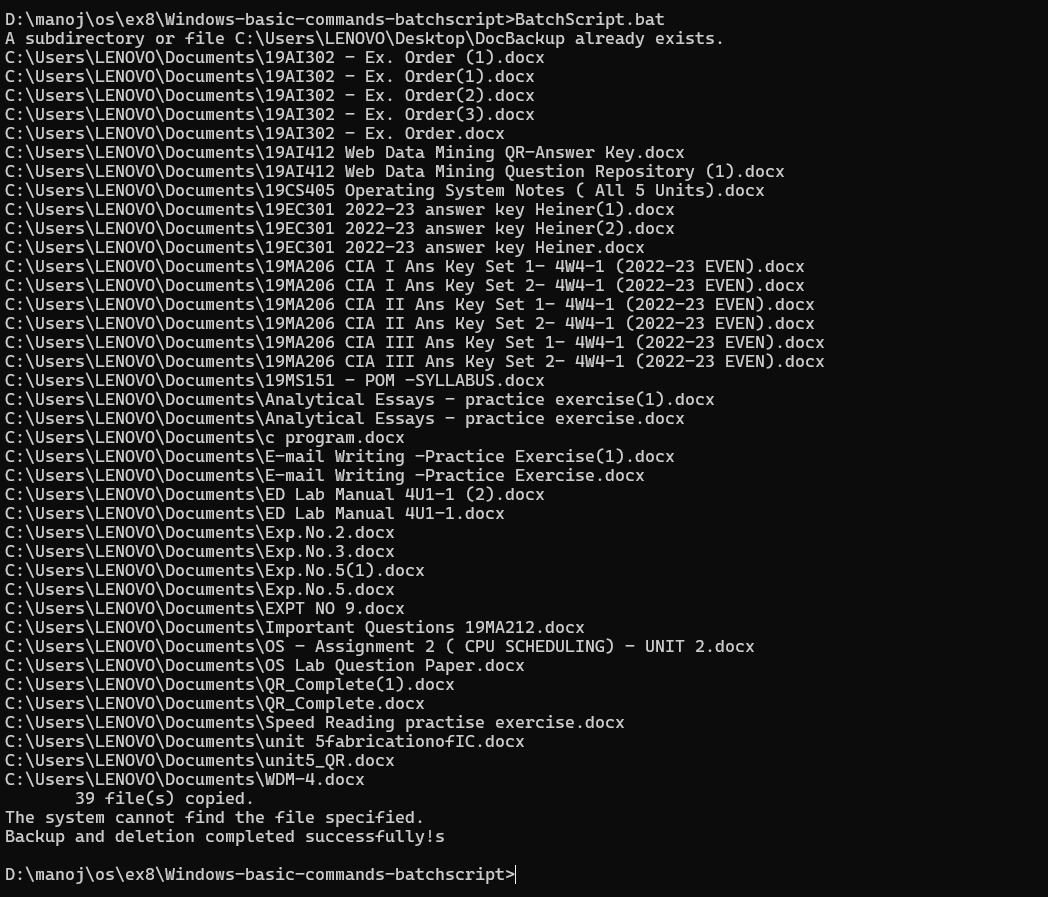 D:\manoj\os\ex8\Windows-basic-commands-batchscript>BatchScript.bat
A subdirectory or file C:\Users\LENOVO\Desktop\DocBackup already exists.
C:\Users\LENOVO\Documents\19AI302 - Ex. Order (1).docx
C:\Users\LENOVO\Documents\19AI302 - Ex. Order(1).docx
C:\Users\LENOVO\Documents\19AI302 - Ex. Order(2).docx
C:\Users\LENOVO\Documents\19AI302 - Ex. Order(3).docx
C:\Users\LENOVO\Documents\19AI302 - Ex. Order.docx
C:\Users\LENOVO\Documents\19AI412 Web Data Mining QR-Answer Key.docx
C:\Users\LENOVO\Documents\19AI412 Web Data Mining Question Repository (1).docx
C:\Users\LENOVO\Documents\19CS405 Operating System Notes ( All 5 Units).docx
C:\Users\LENOVO\Documents\19EC301 2022-23 answer key Heiner(1).docx
C:\Users\LENOVO\Documents\19EC301 2022-23 answer key Heiner(2).docx
C:\Users\LENOVO\Documents\19EC301 2022-23 answer key Heiner.docx
C:\Users\LENOVO\Documents\19MA206 CIA I Ans Key Set 1- 4W4-1 (2022-23 EVEN).docx
C:\Users\LENOVO\Documents\19MA206 CIA I Ans Key Set 2- 4W4-1 (2022-23 EVEN).docx
C:\Users\LENOVO\Documents\19MA206 CIA II Ans Key Set 1- 4W4-1 (2022-23 EVEN).docx
C:\Users\LENOVO\Documents\19MA206 CIA II Ans Key Set 2- 4W4-1 (2022-23 EVEN).docx
C:\Users\LENOVO\Documents\19MA206 CIA III Ans Key Set 1- 4W4-1 (2022-23 EVEN).docx
C:\Users\LENOVO\Documents\19MA206 CIA III Ans Key Set 2- 4W4-1 (2022-23 EVEN).docx
C:\Users\LENOVO\Documents\19MS151 - POM -SYLLABUS.docx
C:\Users\LENOVO\Documents\Analytical Essays - practice exercise(1).docx
C:\Users\LENOVO\Documents\Analytical Essays - practice exercise.docx
C:\Users\LENOVO\Documents\c program.docx
C:\Users\LENOVO\Documents\E-mail Writing -Practice Exercise(1).docx
C:\Users\LENOVO\Documents\E-mail Writing -Practice Exercise.docx
C:\Users\LENOVO\Documents\ED Lab Manual 4U1-1 (2).docx
C:\Users\LENOVO\Documents\ED Lab Manual 4U1-1.docx
C:\Users\LENOVO\Documents\Exp.No.2.docx
C:\Users\LENOVO\Documents\Exp.No.3.docx
C:\Users\LENOVO\Documents\Exp.No.5(1).docx
C:\Users\LENOVO\Documents\Exp.No.5.docx
C:\Users\LENOVO\Documents\EXPT NO 9.docx
C:\Users\LENOVO\Documents\Important Questions 19MA212.docx
C:\Users\LENOVO\Documents\OS - Assignment 2 ( CPU SCHEDULING) - UNIT 2.docx
C:\Users\LENOVO\Documents\OS Lab Question Paper.docx
C:\Users\LENOVO\Documents\QR_Complete(1).docx
C:\Users\LENOVO\Documents\QR_Complete.docx
C:\Users\LENOVO\Documents\Speed Reading practise exercise.docx
C:\Users\LENOVO\Documents\unit 5fabricationofIC.docx
C:\Users\LENOVO\Documents\unit5_QR.docx
C:\Users\LENOVO\Documents\WDM-4.docx
39 file(s) copied.
The system cannot find the file specified.
Backup and deletion completed successfully!s
D:\manoj\os\ex8\Windows-basic-commands-batchscript>